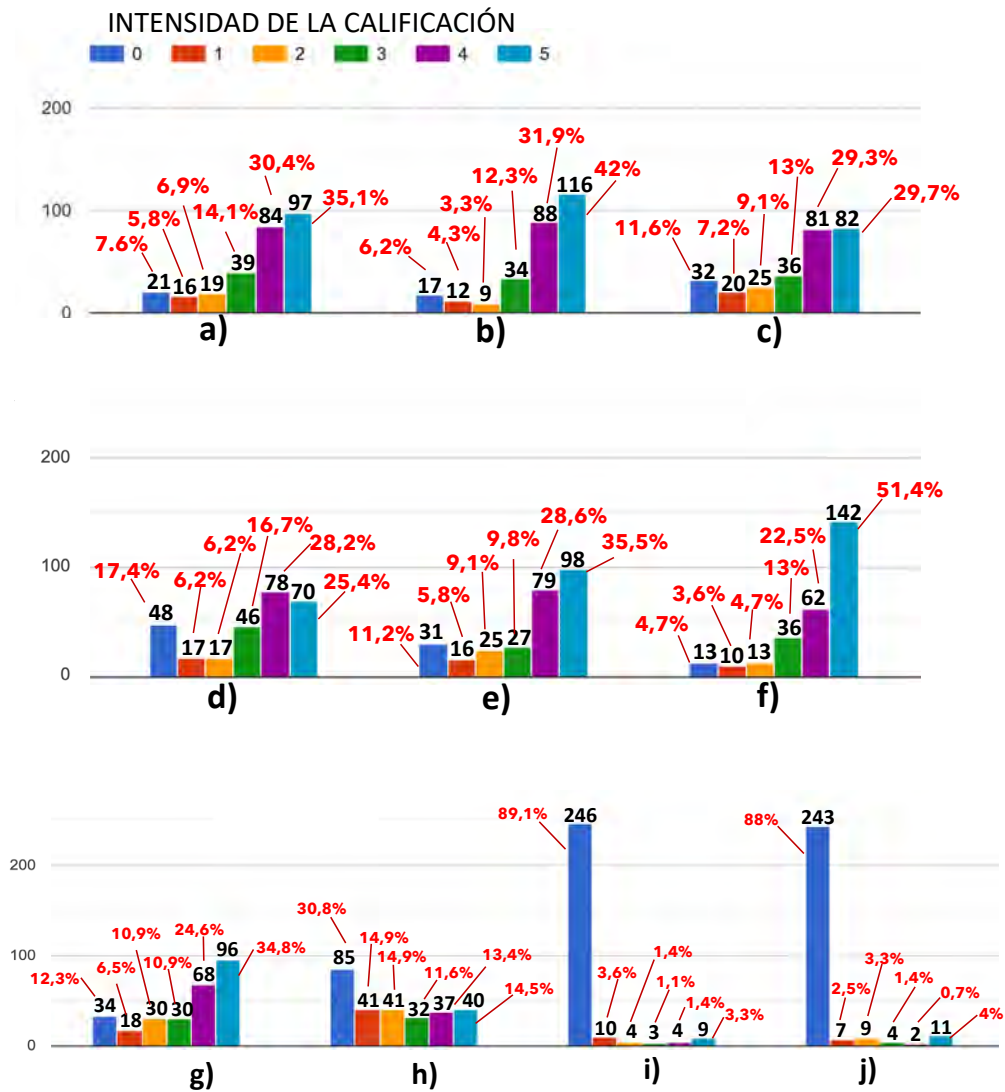 INTENSIDAD DE LA CALIFICACIÓN
0 1 2 3 4 5
200
100
0
7.6% 5,8% 6,9% 14,1% 30,4% 35,1%
21 16 19 39 84 97
a)
6,2% 4,3% 3,3% 12,3% 31,9% 42%
17 12 9 34 88 116
b)
11,6% 7,2% 9,1% 13% 29,3% 29,7%
32 20 25 36 81 82
c)
200
100
0
17,4% 6,2% 6,2% 16,7% 28,2% 25,4%
48 17 17 46 78 70
d)
11,2% 5,8% 9,1% 9,8% 28,6% 35,5%
31 16 25 27 79 98
e)
4,7% 3,6% 4,7% 13% 22,5% 51,4%
13 10 13 36 62 142
f)
200
100
0
12,3% 6,5% 10,9% 10,9% 24,6% 34,8%
34 18 30 30 68 96
g)
30,8% 14,9% 14,9% 11,6% 13,4% 14,5%
85 41 41 32 37 40
h)
89,1% 3,6% 1,4% 1,1% 1,4% 3,3%
246 10 4 3 4 9
i)
88% 2,5% 3,3% 1,4% 0,7% 4%
243 7 9 4 2 11
j)